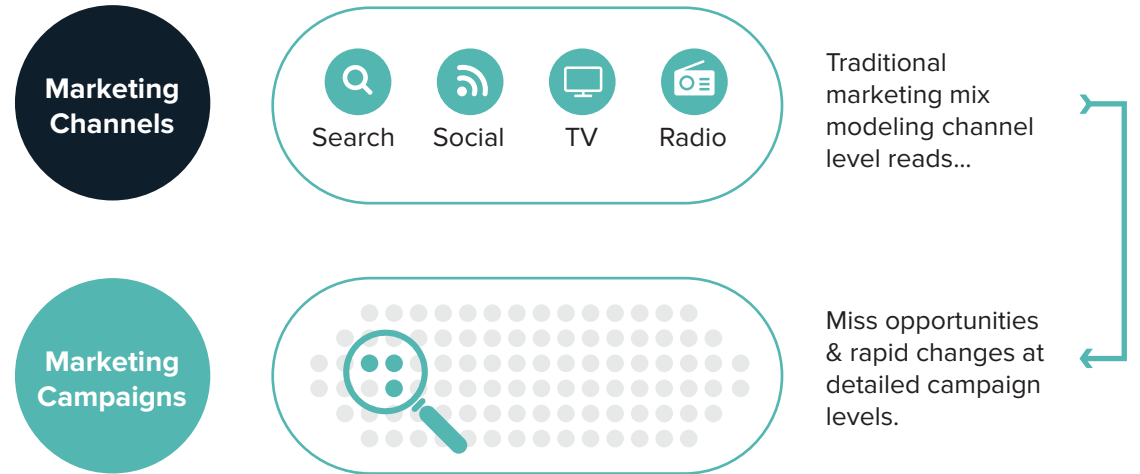 Marketing
Channels
Search
Social
TV
Radio
Traditional
marketing mix
modeling channel
level reads...
Marketing
Campaigns
Miss opportunities
& rapid changes at
detailed campaign
levels.